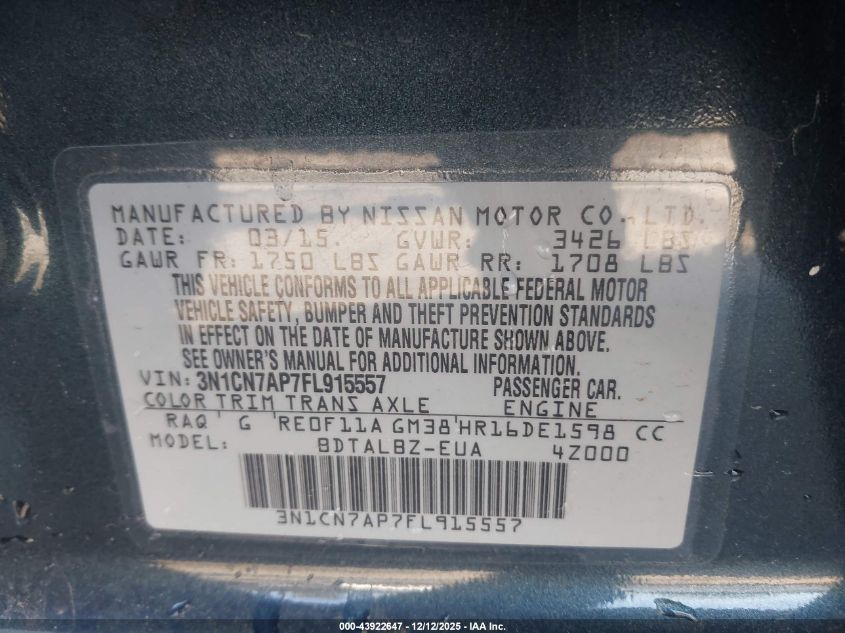 MANUFACTURED BY NISSAN MOTOR CO., LTD.
DATE: 03/15. GVWR: 3426 LBS
GAWR FR: 1750 LBS GAWR RR: 1708 LBS
THIS VEHICLE CONFORMS TO ALL APPLICABLE FEDERAL MOTOR
VEHICLE SAFETY, BUMPER AND THEFT PREVENTION STANDARDS
IN EFFECT ON THE DATE OF MANUFACTURE SHOWN ABOVE.
SEE OWNER'S MANUAL FOR ADDITIONAL INFORMATION.
VIN: 3N1CN7AP7FL915557 PASSENGER CAR.
COLOR TRIM TRANS AXLE ENGINE
RAQ G RE0F11A GM38 HR16DE1598 CC
MODEL: BDTALBZ-EUA 4Z000
3N1CN7AP7FL915557
000-43922647 - 12/12/2025 - IAA Inc.